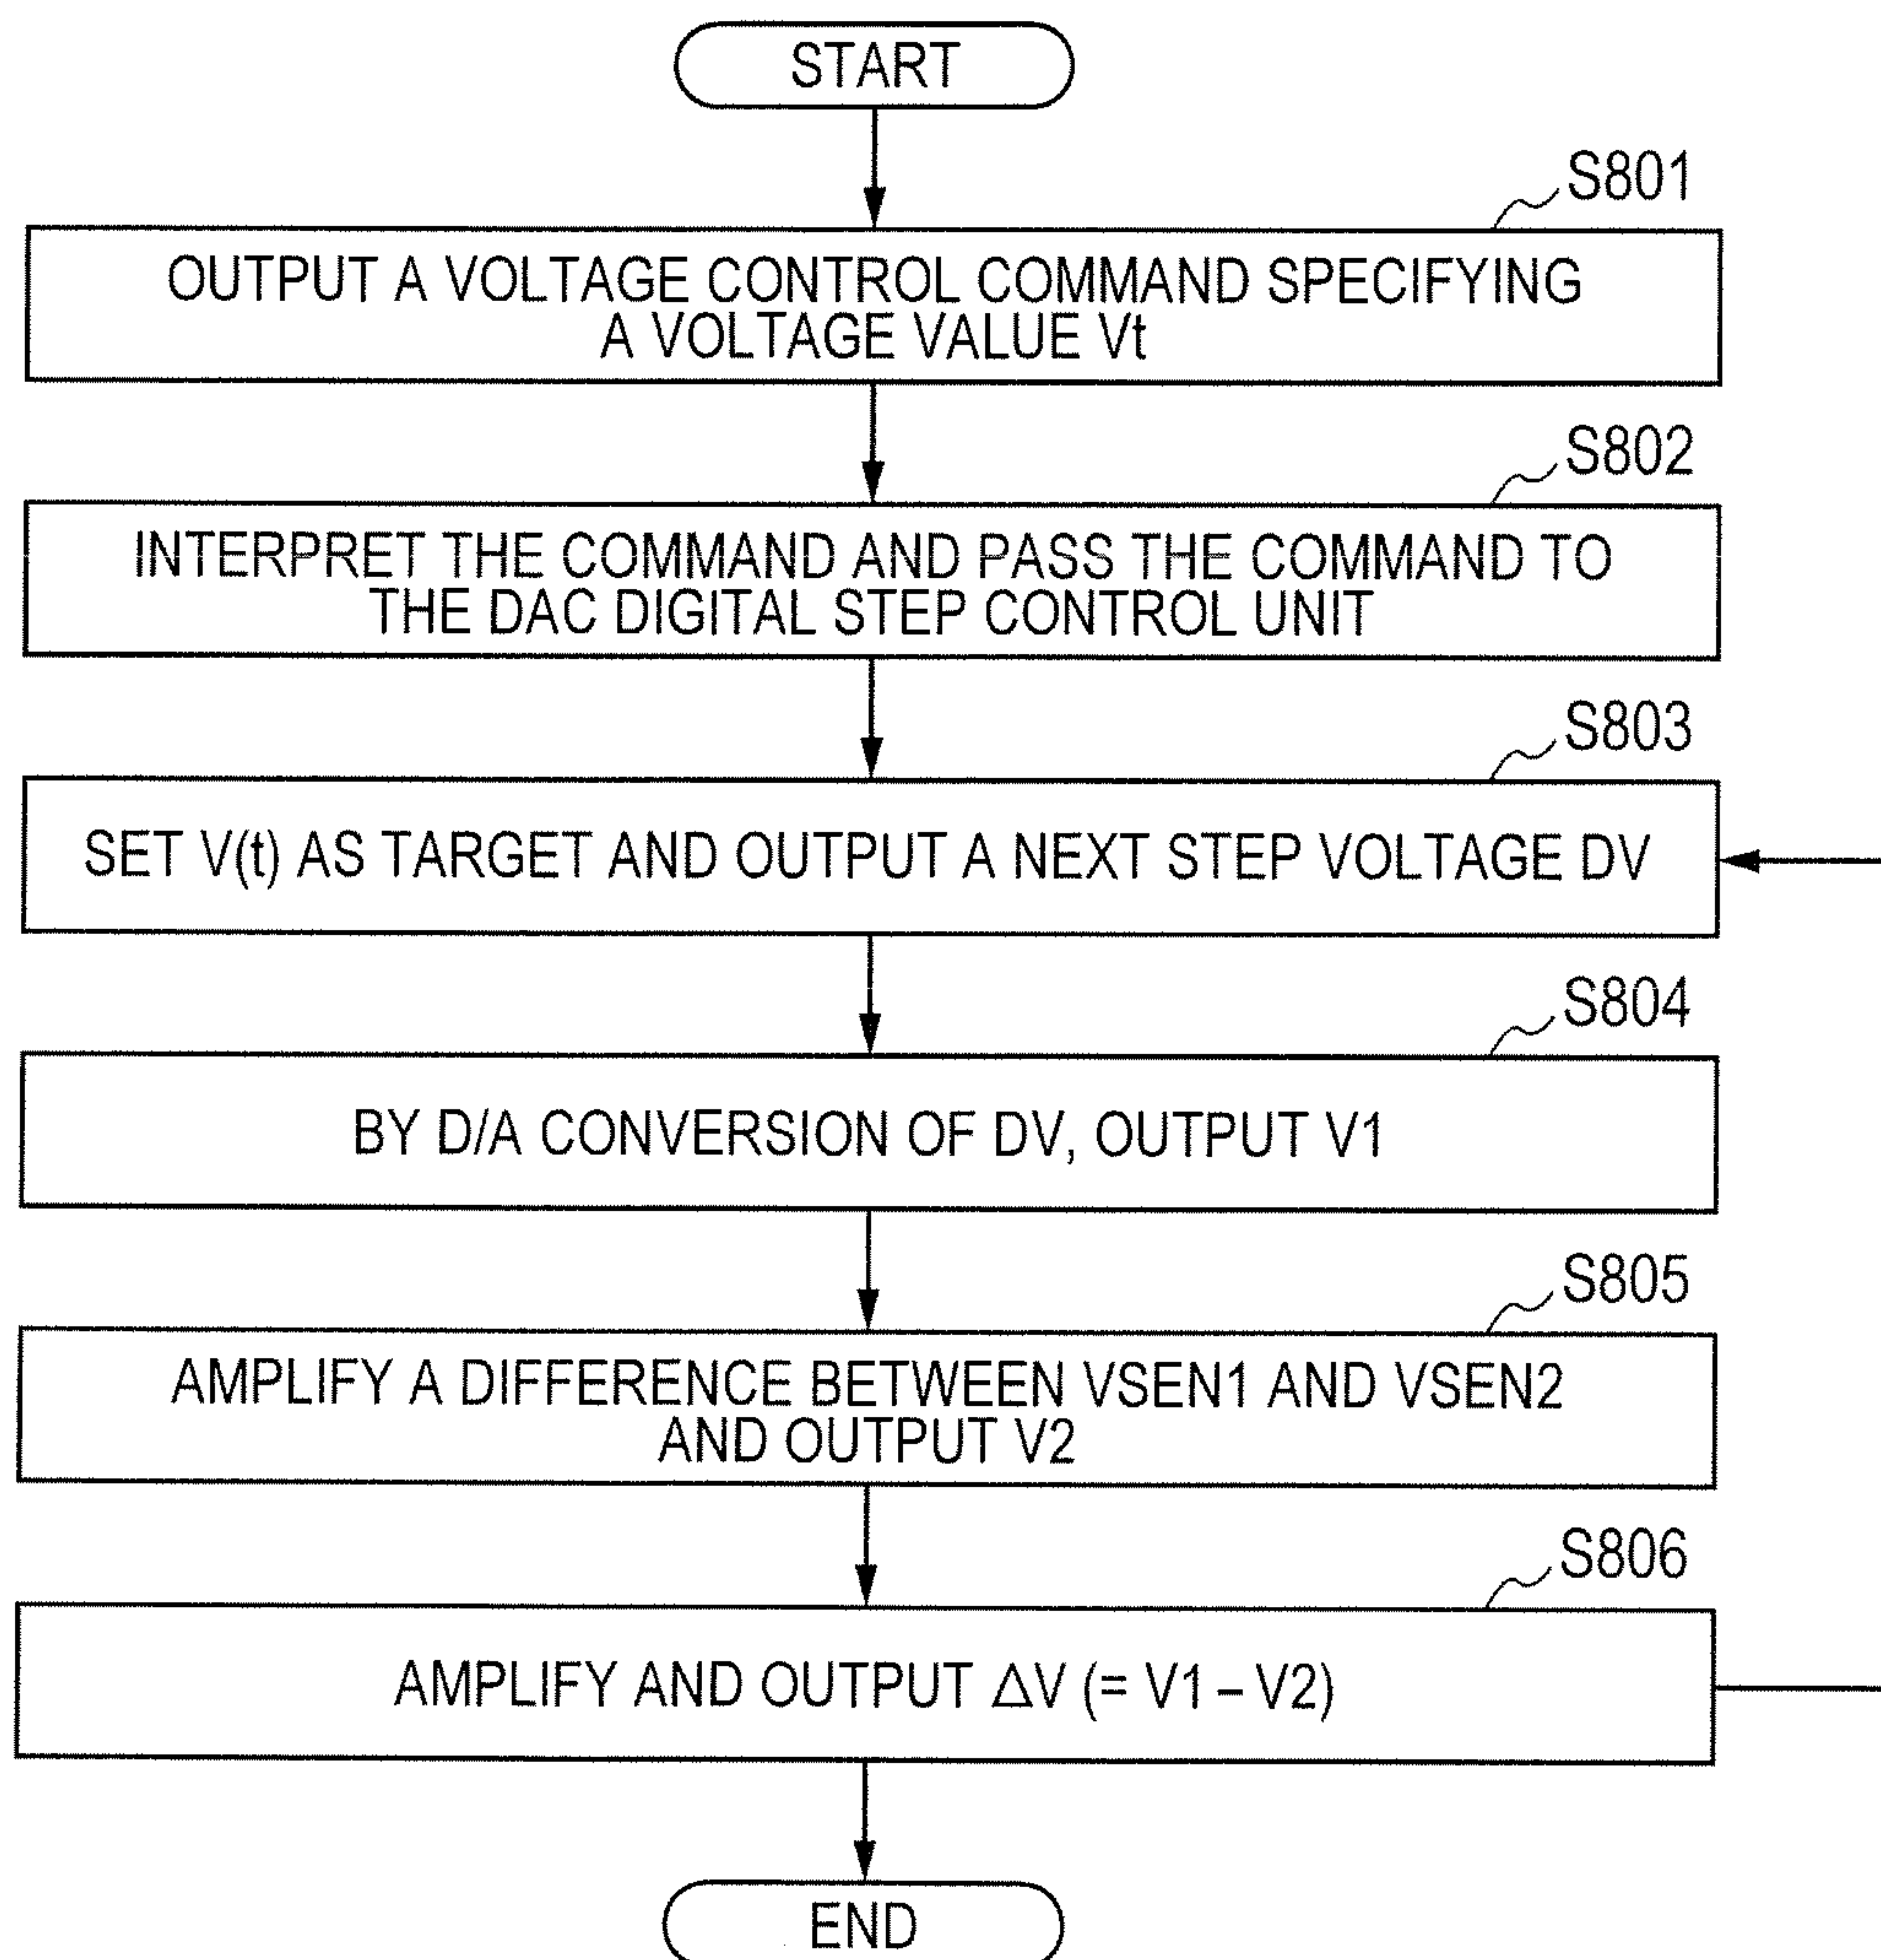 START
S801
OUTPUT A VOLTAGE CONTROL COMMAND SPECIFYING
A VOLTAGE VALUE Vt
S802
INTERPRET THE COMMAND AND PASS THE COMMAND TO
THE DAC DIGITAL STEP CONTROL UNIT
S803
SET V(t) AS TARGET AND OUTPUT A NEXT STEP VOLTAGE DV
S804
BY D/A CONVERSION OF DV, OUTPUT V1
S805
AMPLIFY A DIFFERENCE BETWEEN VSEN1 AND VSEN2
AND OUTPUT V2
S806
AMPLIFY AND OUTPUT ΔV (= V1 – V2)
END